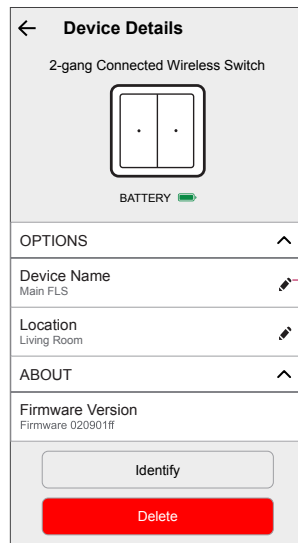 Device Details
2-gang Connected Wireless Switch
BATTERY
OPTIONS
Device Name
Main FLS
Location
Living Room
ABOUT
Firmware Version
Firmware 020901ff
Identify
Delete